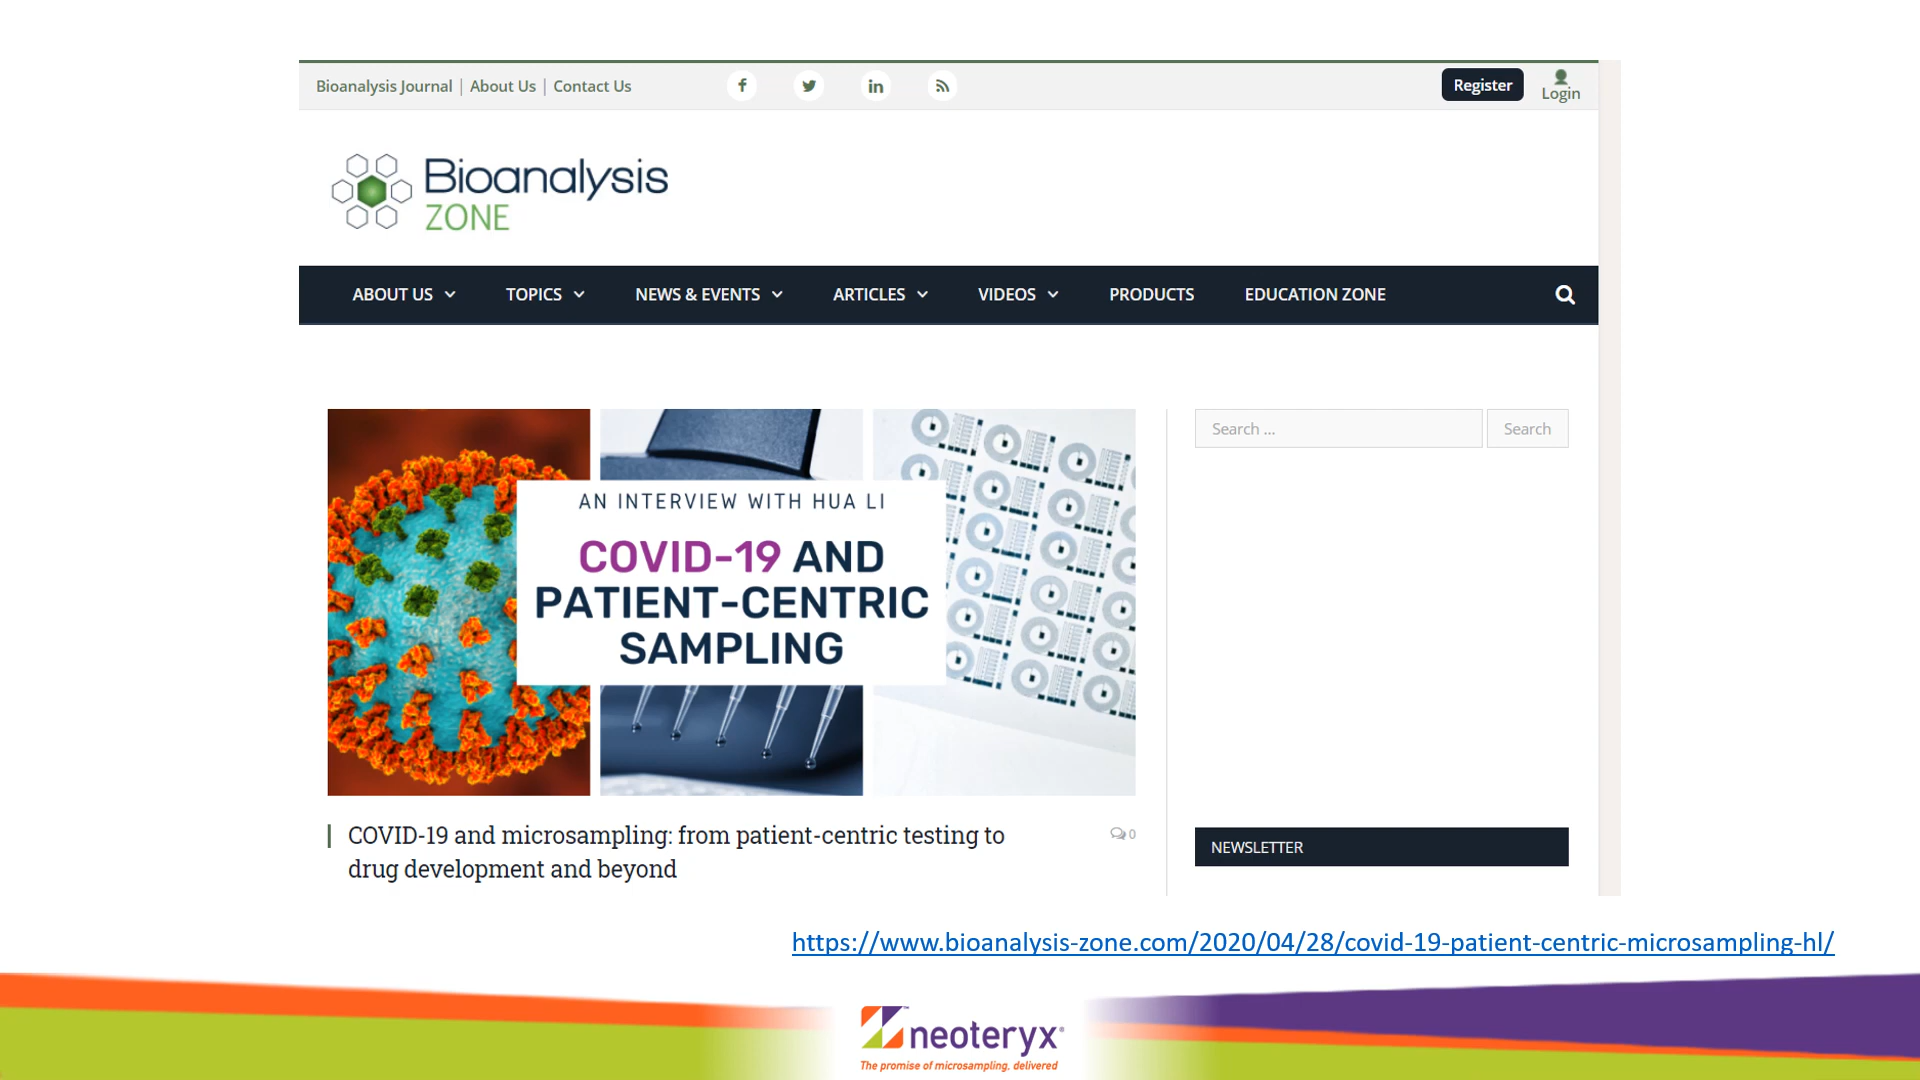 Bioanalysis Journal | About Us | Contact Us
Register
Login
Bioanalysis
ZONE
ABOUT US
TOPICS
NEWS & EVENTS
ARTICLES
VIDEOS
PRODUCTS
EDUCATION ZONE
AN INTERVIEW WITH HUA LI
COVID-19 AND
PATIENT-CENTRIC
SAMPLING
Search ...
Search
COVID-19 and microsampling: from patient-centric testing to
drug development and beyond
0
NEWSLETTER
https://www.bioanalysis-zone.com/2020/04/28/covid-19-patient-centric-microsampling-hl/
neoteryx
The promise of microsampling, delivered